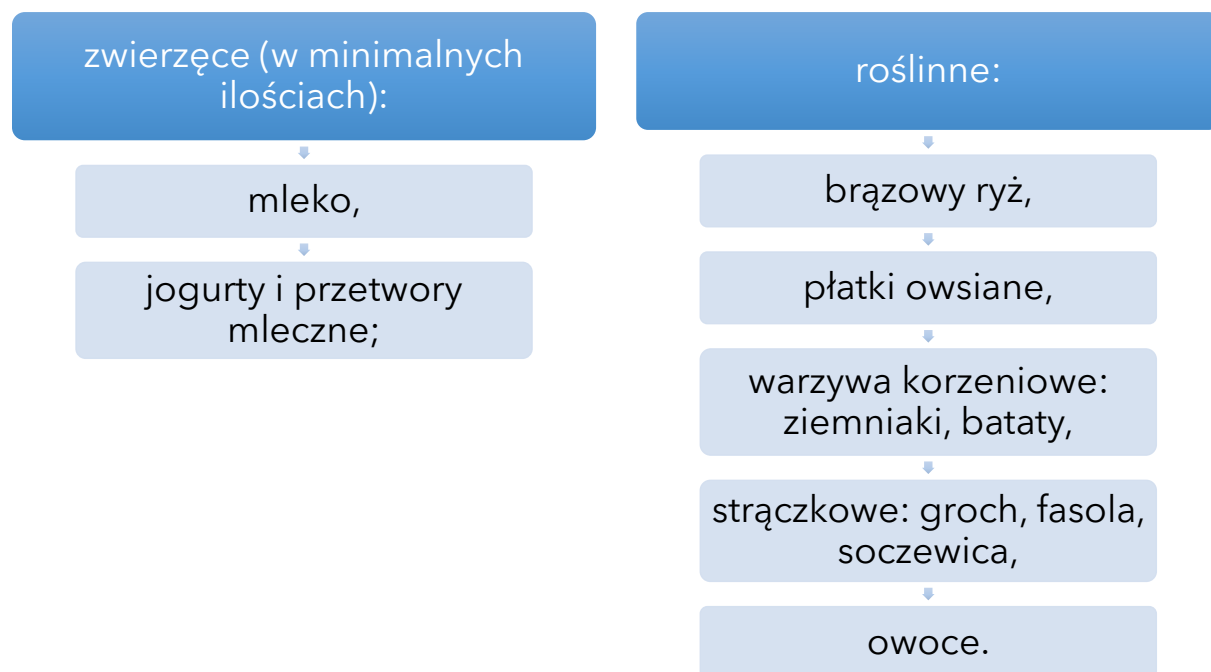 zwierzęce (w minimalnych
ilościach):
mleko,
jogurty i przetwory
mleczne;
roślinne:
brązowy ryż,
płatki owsiane,
warzywa korzeniowe:
ziemniaki, bataty,
strączkowe: groch, fasola,
soczewica,
owoce.